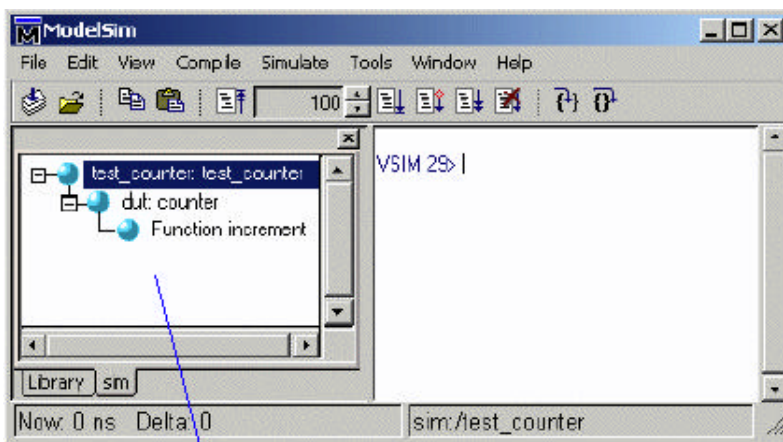 ModelSim
File Edit View Compile Simulate Tools Window Help
100
test_counter: test_counter
dut: counter
Function increment
VSIM 29>
Library sim
Now: 0 ns Delta: 0
sim:/test_counter